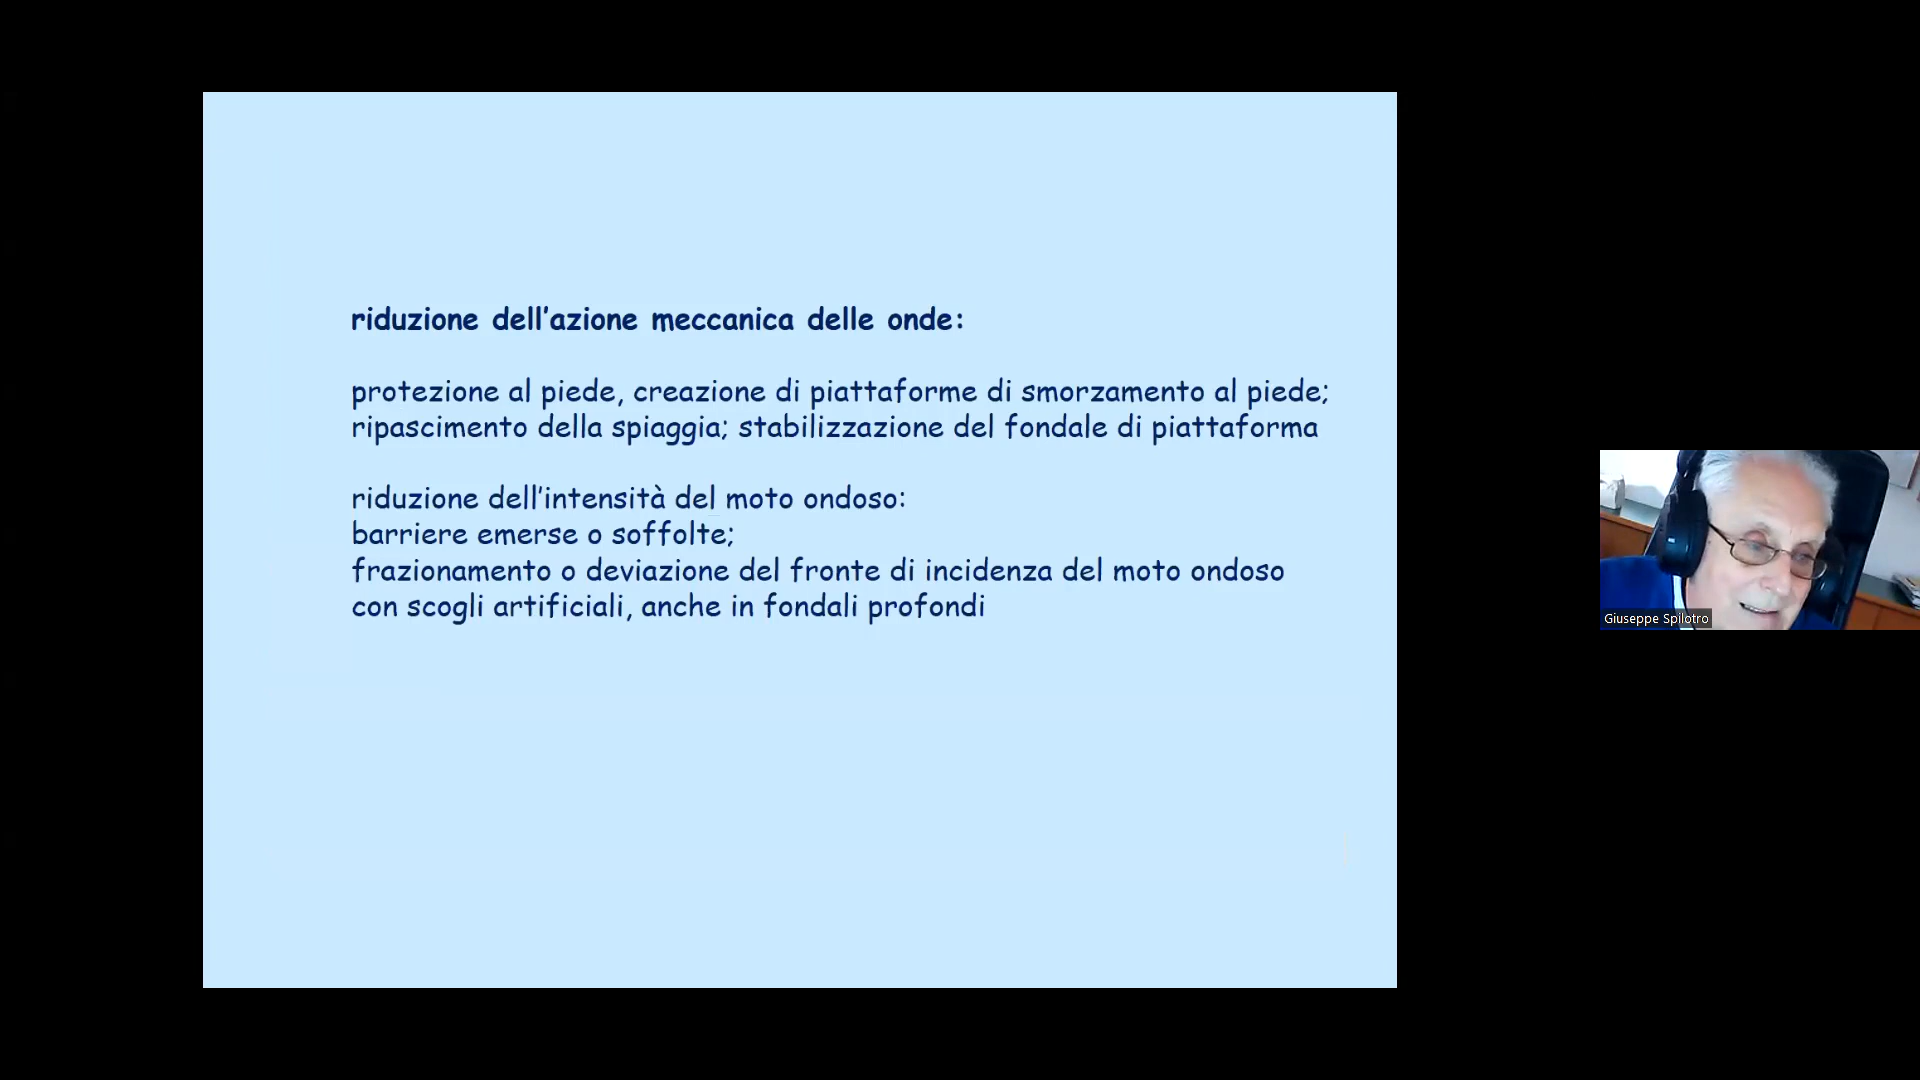 riduzione dell'azione meccanica delle onde:
protezione al piede, creazione di piattaforme di smorzamento al piede;
ripascimento della spiaggia; stabilizzazione del fondale di piattaforma
riduzione dell'intensità del moto ondoso:
barriere emerse o soffolte;
frazionamento o deviazione del fronte di incidenza del moto ondoso
con scogli artificiali, anche in fondali profondi
Giuseppe Spilotro